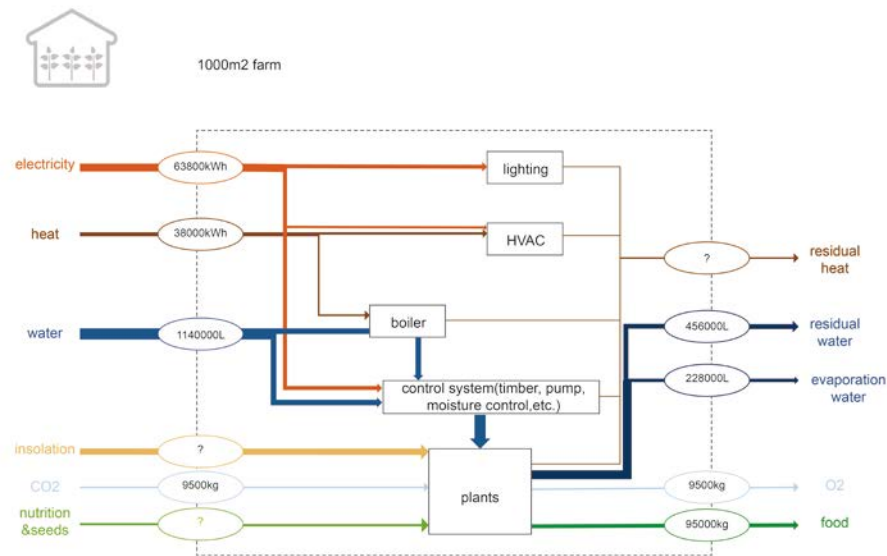 1000m2 farm
electricity
63800kWh
lighting
heat
38000kWh
HVAC
?
residual
heat
water
1140000L
boiler
456000L
residual
water
228000L
evaporation
water
control system(timber, pump,
moisture control,etc.)
insolation
?
CO2
9500kg
plants
9500kg
O2
nutrition
&seeds
?
95000kg
food